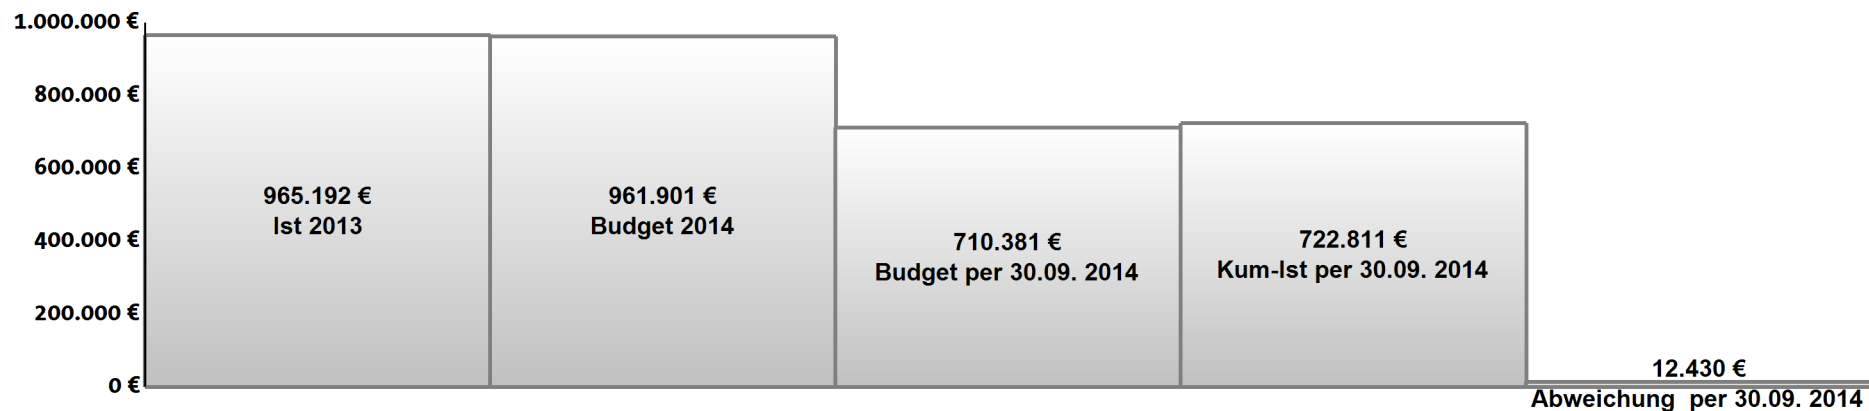 1.000.000 €
800.000 €
600.000 €
400.000 €
200.000 €
0 €
965.192 €
Ist 2013
961.901 €
Budget 2014
710.381 €
Budget per 30.09. 2014
722.811 €
Kum-Ist per 30.09. 2014
12.430 €
Abweichung  per 30.09. 2014